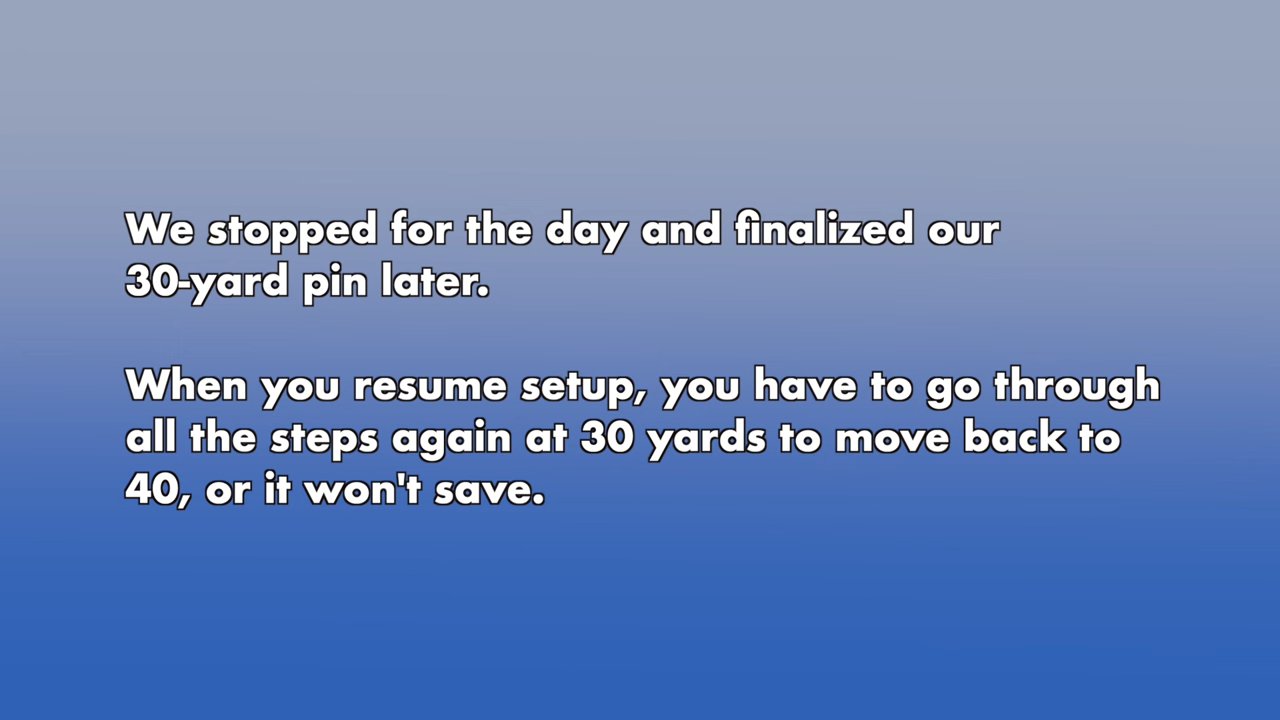 We stopped for the day and finalized our
30-yard pin later.
When you resume setup, you have to go through
all the steps again at 30 yards to move back to
40, or it won't save.